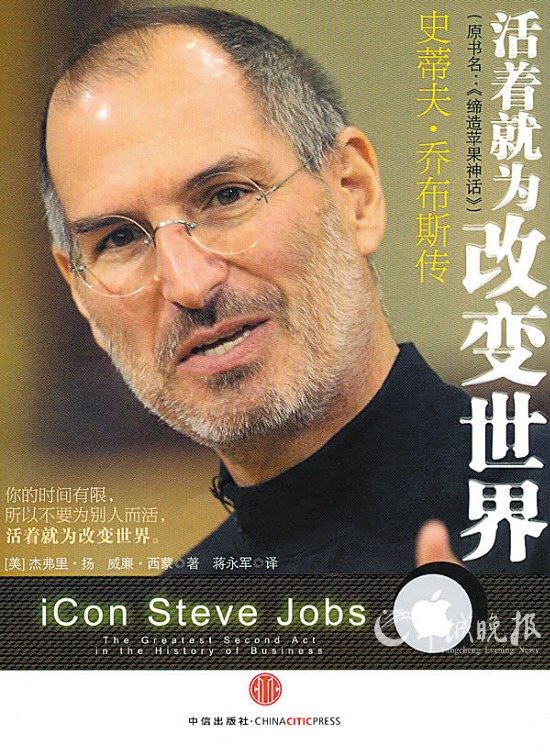 活着就为改变世界
(原书名:《缔造苹果神话》)
史蒂夫·乔布斯传
你的时间有限,
所以不要为别人而活,
活着就为改变世界。
[美]杰弗里·扬 威廉·西蒙◎著 蒋永军◎译
iCon Steve Jobs
The Greatest Second Act
in the History of Business
羊城晚报
Yangcheng Evening News
中信出版社·CHINACITICPRESS